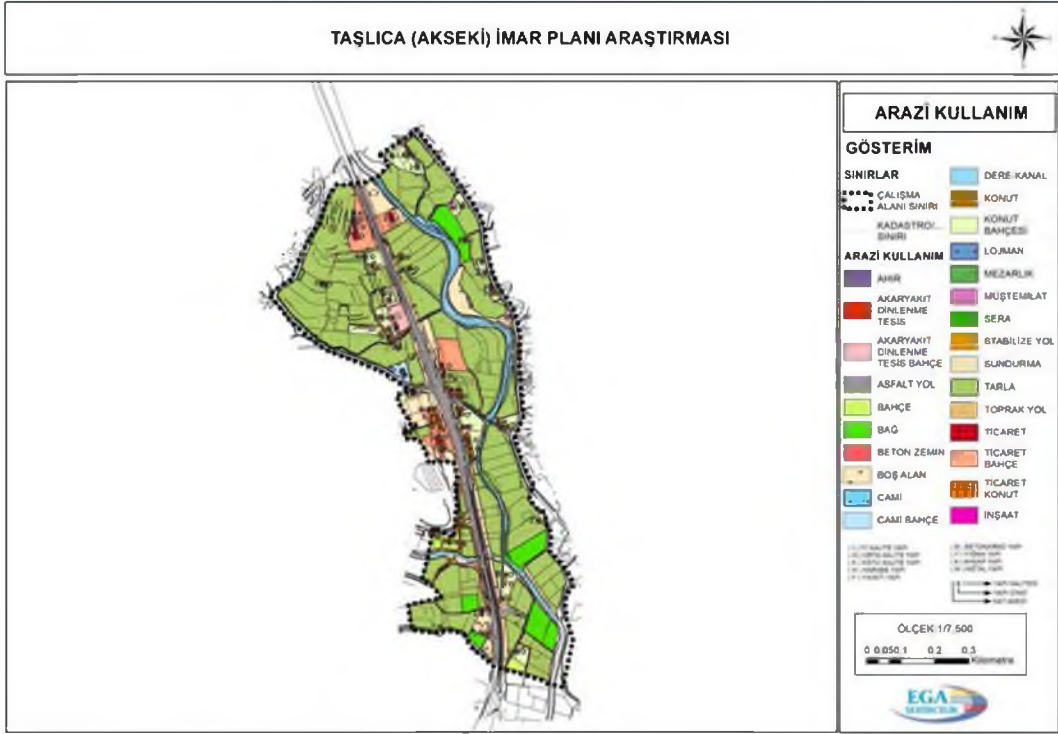 TAŞLICA (AKSEKİ) İMAR PLANI ARAŞTIRMASI
ARAZİ KULLANIM
GÖSTERİM
SINIRLAR
ÇALIŞMA
ALANI SINIRI
KADASTRO
SINIRI
ARAZİ KULLANIM
AHIR
AKARYAKIT
DİNLENME
TESİS
AKARYAKIT
DİNLENME
TESİS BAHÇE
ASFALT YOL
BAHÇE
BAĞ
BETON ZEMİN
BOŞ ALAN
CAMİ
CAMİ BAHÇE
DERE-KANAL
KONUT
KONUT
BAHÇESİ
LOJMAN
MEZARLIK
MÜŞTEMİLAT
SERA
STABİLİZE YOL
SUNDURMA
TARLA
TOPRAK YOL
TİCARET
TİCARET
BAHÇE
TİCARET
KONUT
İNŞAAT
ÖLÇEK 1/7.500
0 0,050,1 0,2 0,3
Kilometre
EGA